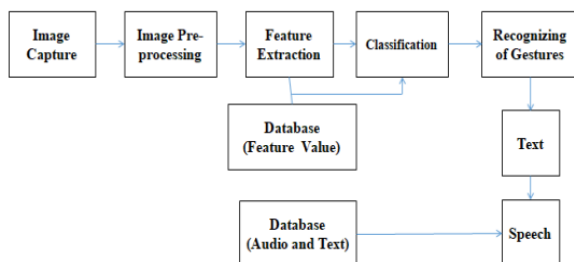 Image
Capture
Image Pre-
processing
Feature
Extraction
Classification
Recognizing
of Gestures
Database
(Feature Value)
Text
Database
(Audio and Text)
Speech